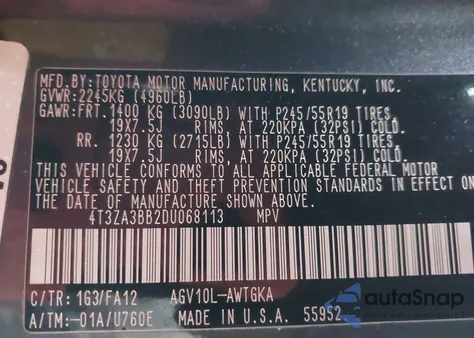 MFD.BY:TOYOTA MOTOR MANUFACTURING, KENTUCKY, INC.
GVWR:2245KG (4960LB)
GAWR:FRT. 1400 KG (3090LB) WITH P245/55R19 TIRES,
19X7.5J RIMS, AT 220KPA (32PSI) COLD.
RR. 1230 KG (2715LB) WITH P245/55R19 TIRES,
19X7.5J RIMS, AT 220KPA (32PSI) COLD.
THIS VEHICLE CONFORMS TO ALL APPLICABLE FEDERAL MOTOR
VEHICLE SAFETY AND THEFT PREVENTION STANDARDS IN EFFECT ON
THE DATE OF MANUFACTURE SHOWN ABOVE.
4T3ZA3BB2DU068113 MPV
C/TR: 1G3/FA12 AGV10L-AWTGKA
A/TM:-01A/U760E MADE IN U.S.A. 55952
autoSnap